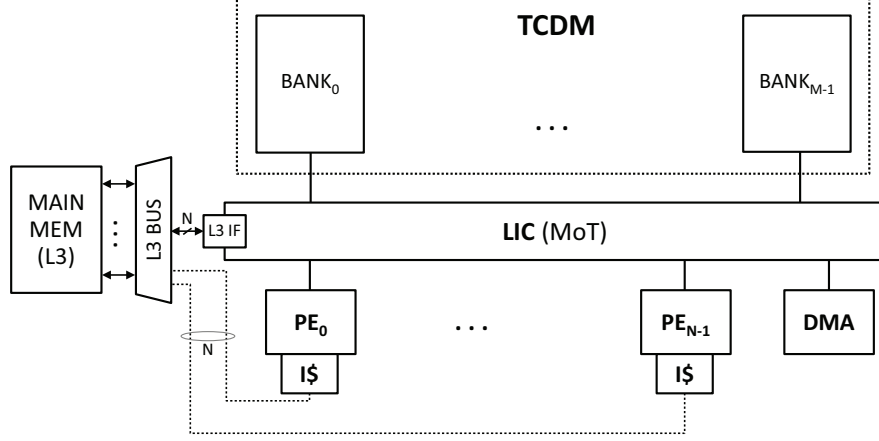 TCDM
BANK0
BANKM-1
. . .
MAIN
MEM
(L3)
. . .
L3 BUS
N
L3 IF
LIC (MoT)
PE0
. . .
PEN-1
DMA
I$
I$
N